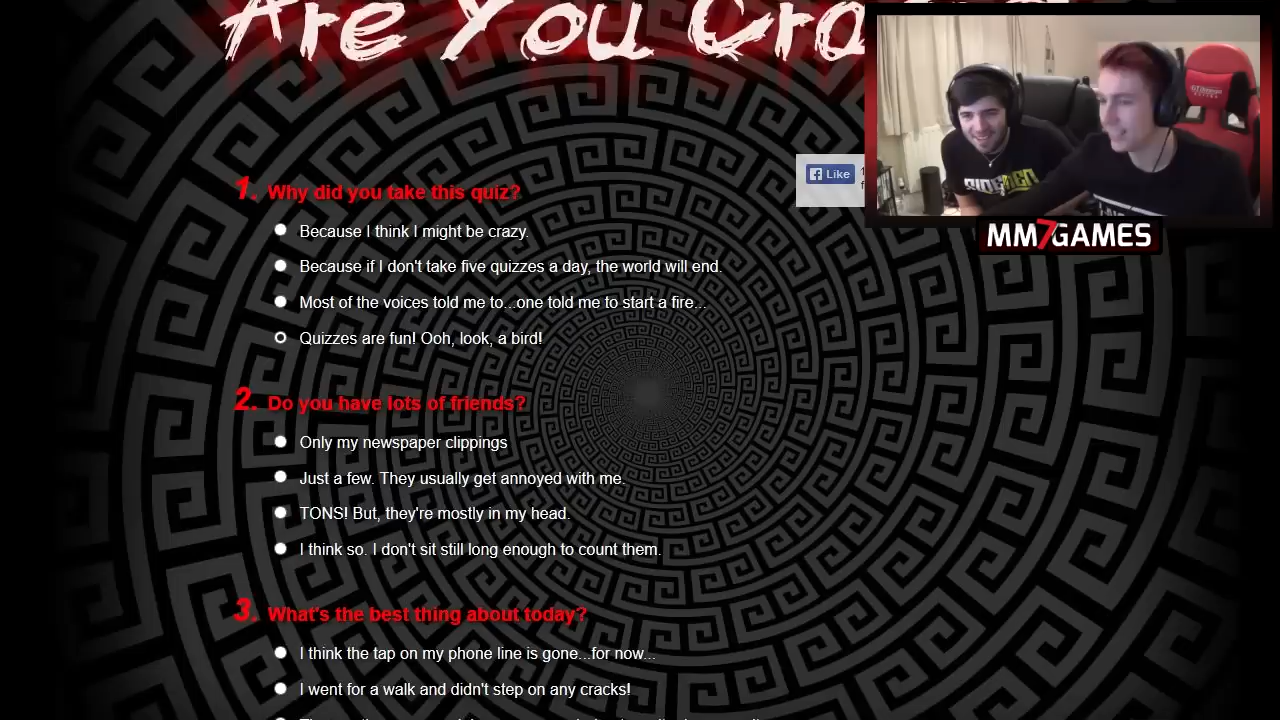 Are You Cra
1. Why did you take this quiz?
Because I think I might be crazy.
Because if I don't take five quizzes a day, the world will end.
Most of the voices told me to...one told me to start a fire...
Quizzes are fun! Ooh, look, a bird!
Like
MM7GAMES
2. Do you have lots of friends?
Only my newspaper clippings
Just a few. They usually get annoyed with me.
TONS! But, they're mostly in my head.
I think so. I don't sit still long enough to count them.
3. What's the best thing about today?
I think the tap on my phone line is gone...for now...
I went for a walk and didn't step on any cracks!